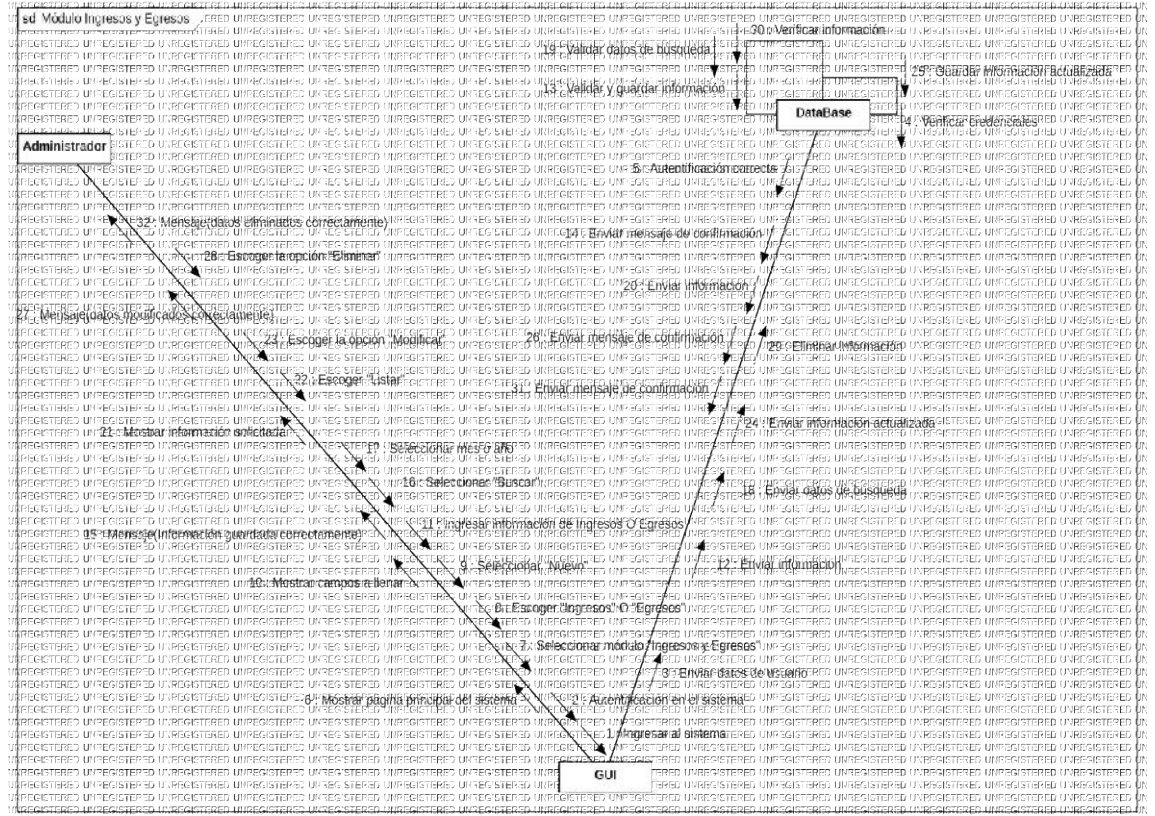 sd Módulo Ingresos y Egresos
30 : Verificar información
19 : Validar datos de búsqueda
25 : Guardar información actualizada
13 : Validar y guardar información
DataBase
4 : Verificar credenciales
Administrador
5 : Autentificación correcta
32 : Mensaje(datos eliminados correctamente)
14 : Enviar mensaje de confirmación
28 : Escoger la opción "Eliminar"
20 : Enviar información
27 : Mensaje(datos modificados correctamente)
23 : Escoger la opción "Modificar"
26 : Enviar mensaje de confirmación
29 : Eliminar información
22 : Escoger "Listar"
31 : Enviar mensaje de confirmación
21 : Mostrar información solicitada
24 : Enviar información actualizada
17 : Seleccionar mes o año
16 : Seleccionar "Buscar"
18 : Enviar datos de búsqueda
11 : Ingresar información de Ingresos O Egresos
15 : Mensaje(Información guardada correctamente)
9 : Seleccionar "Nuevo"
12 : Enviar información
10 : Mostrar campos a llenar
8 : Escoger "Ingresos" O "Egresos"
7 : Seleccionar módulo "Ingresos y Egresos"
3 : Enviar datos de usuario
6 : Mostrar página principal del sistema
2 : Autentificación en el sistema
1 : Ingresar al sistema
GUI
UNREGISTERED